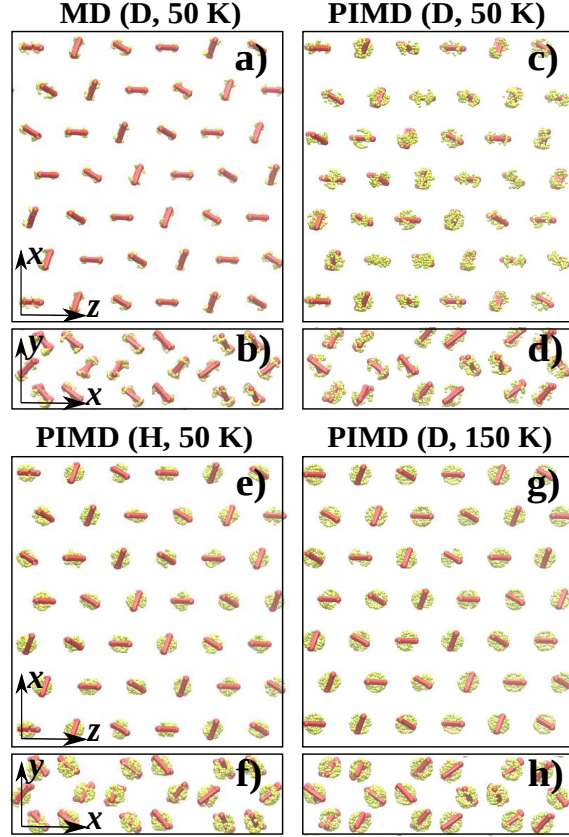 MD (D, 50 K) PIMD (D, 50 K)
a) c)
x
z
y b) d)
x
PIMD (H, 50 K) PIMD (D, 150 K)
e) g)
x
z
y f) h)
x